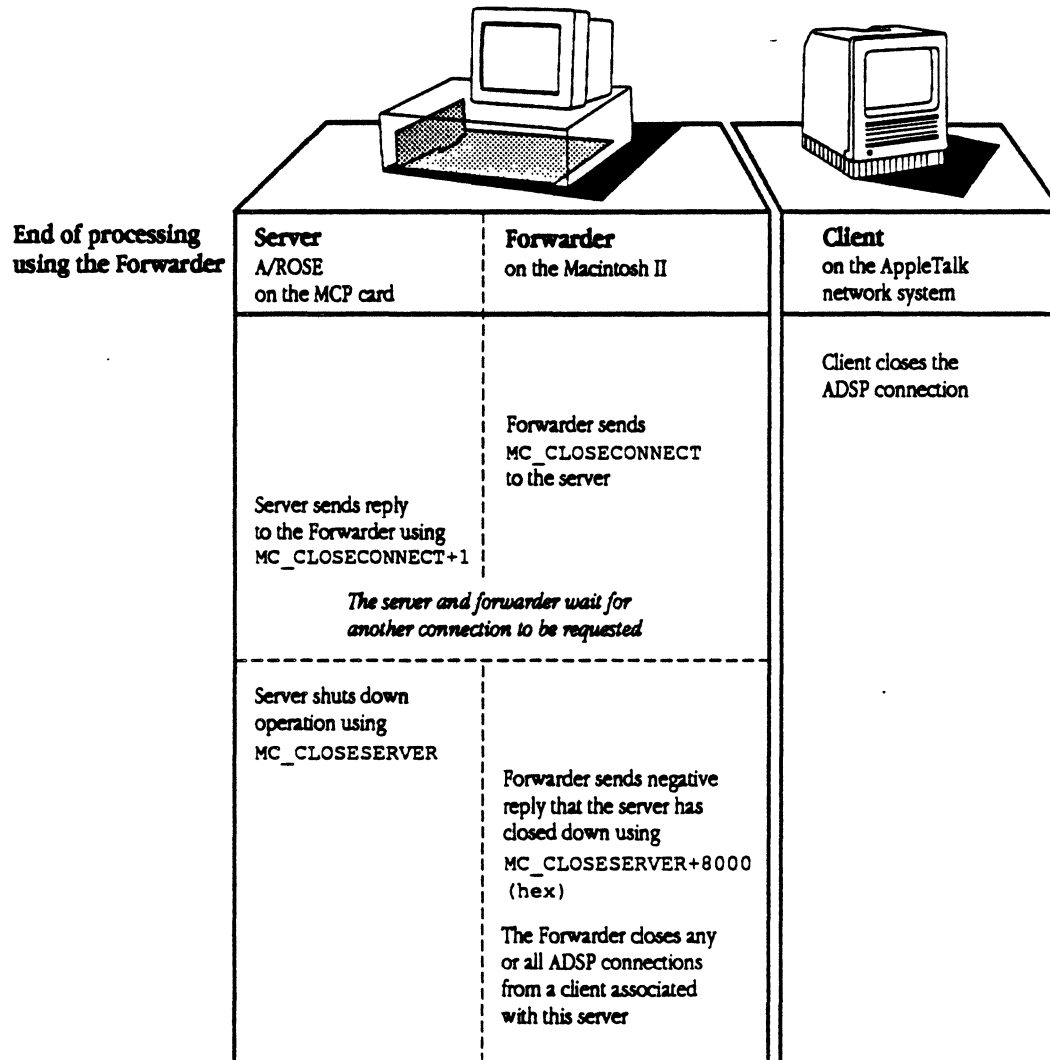 End of processing
using the Forwarder
Server
A/ROSE
on the MCP card
Forwarder
on the Macintosh II
Client
on the AppleTalk
network system
Client closes the
ADSP connection
Forwarder sends
MC_CLOSECONNECT
to the server
Server sends reply
to the Forwarder using
MC_CLOSECONNECT+1
The server and forwarder wait for
another connection to be requested
Server shuts down
operation using
MC_CLOSESERVER
Forwarder sends negative
reply that the server has
closed down using
MC_CLOSESERVER+8000
(hex)
The Forwarder closes any
or all ADSP connections
from a client associated
with this server